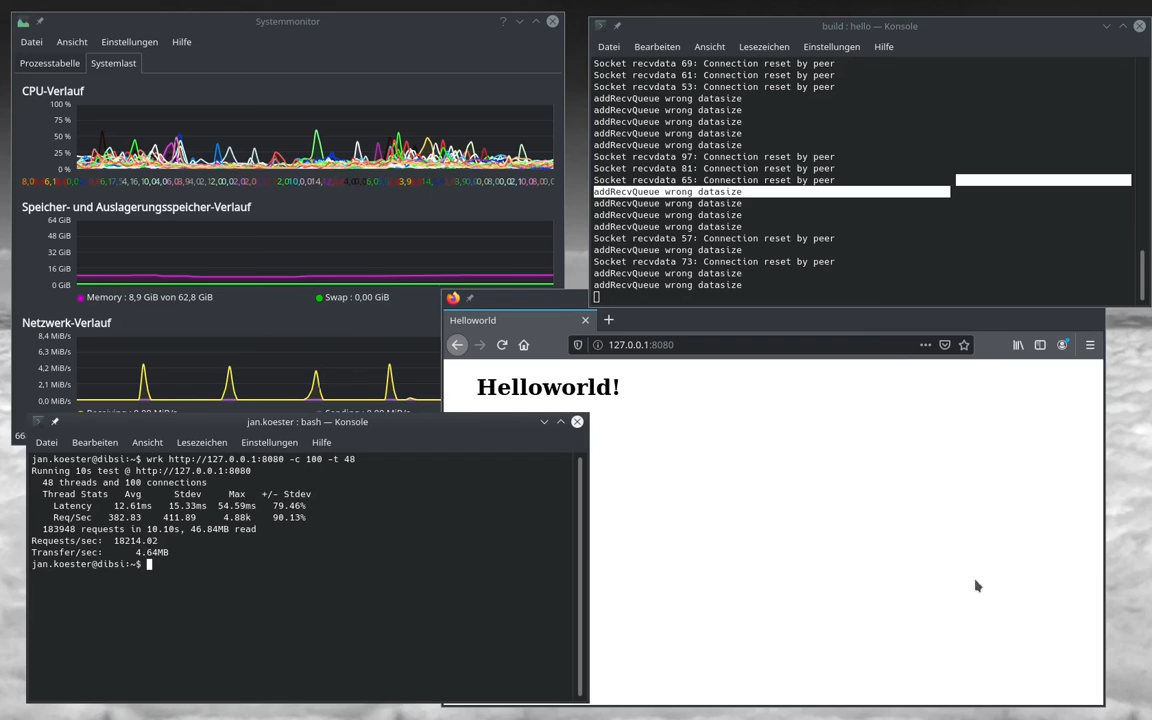 Systemmonitor
Datei Ansicht Einstellungen Hilfe
Prozesstabelle Systemlast
CPU-Verlauf
100 %
75%
50%
25 %
0%
Speicher- und Auslagerungsspeicher-Verlauf
64 GiB
48 GiB
32 GiB
16 GiB
0 GiB
Memory : 8,9 GiB von 62,8 GiB Swap : 0,00 GiB
Netzwerk-Verlauf
8,4 MiB/s
6,3 MiB/s
4,2 MiB/s
2,1 MiB/s
0,0 MiB/s
build : hello — Konsole
Datei Bearbeiten Ansicht Lesezeichen Einstellungen Hilfe
Socket recvdata 69: Connection reset by peer
Socket recvdata 61: Connection reset by peer
Socket recvdata 53: Connection reset by peer
addRecvQueue wrong datasize
addRecvQueue wrong datasize
addRecvQueue wrong datasize
addRecvQueue wrong datasize
addRecvQueue wrong datasize
Socket recvdata 97: Connection reset by peer
Socket recvdata 81: Connection reset by peer
Socket recvdata 65: Connection reset by peer
addRecvQueue wrong datasize
addRecvQueue wrong datasize
addRecvQueue wrong datasize
addRecvQueue wrong datasize
Socket recvdata 57: Connection reset by peer
addRecvQueue wrong datasize
Socket recvdata 73: Connection reset by peer
addRecvQueue wrong datasize
addRecvQueue wrong datasize
Helloworld
127.0.0.1:8080
Helloworld!
jan.koester : bash — Konsole
Datei Bearbeiten Ansicht Lesezeichen Einstellungen Hilfe
jan.koester@dibsi:~$ wrk http://127.0.0.1:8080 -c 100 -t 48
Running 10s test @ http://127.0.0.1:8080
48 threads and 100 connections
Thread Stats Avg Stdev Max +/- Stdev
Latency 12.61ms 15.33ms 54.59ms 79.46%
Req/Sec 382.83 411.89 4.88k 90.13%
183948 requests in 10.10s, 46.84MB read
Requests/sec: 18214.02
Transfer/sec: 4.64MB
jan.koester@dibsi:~$